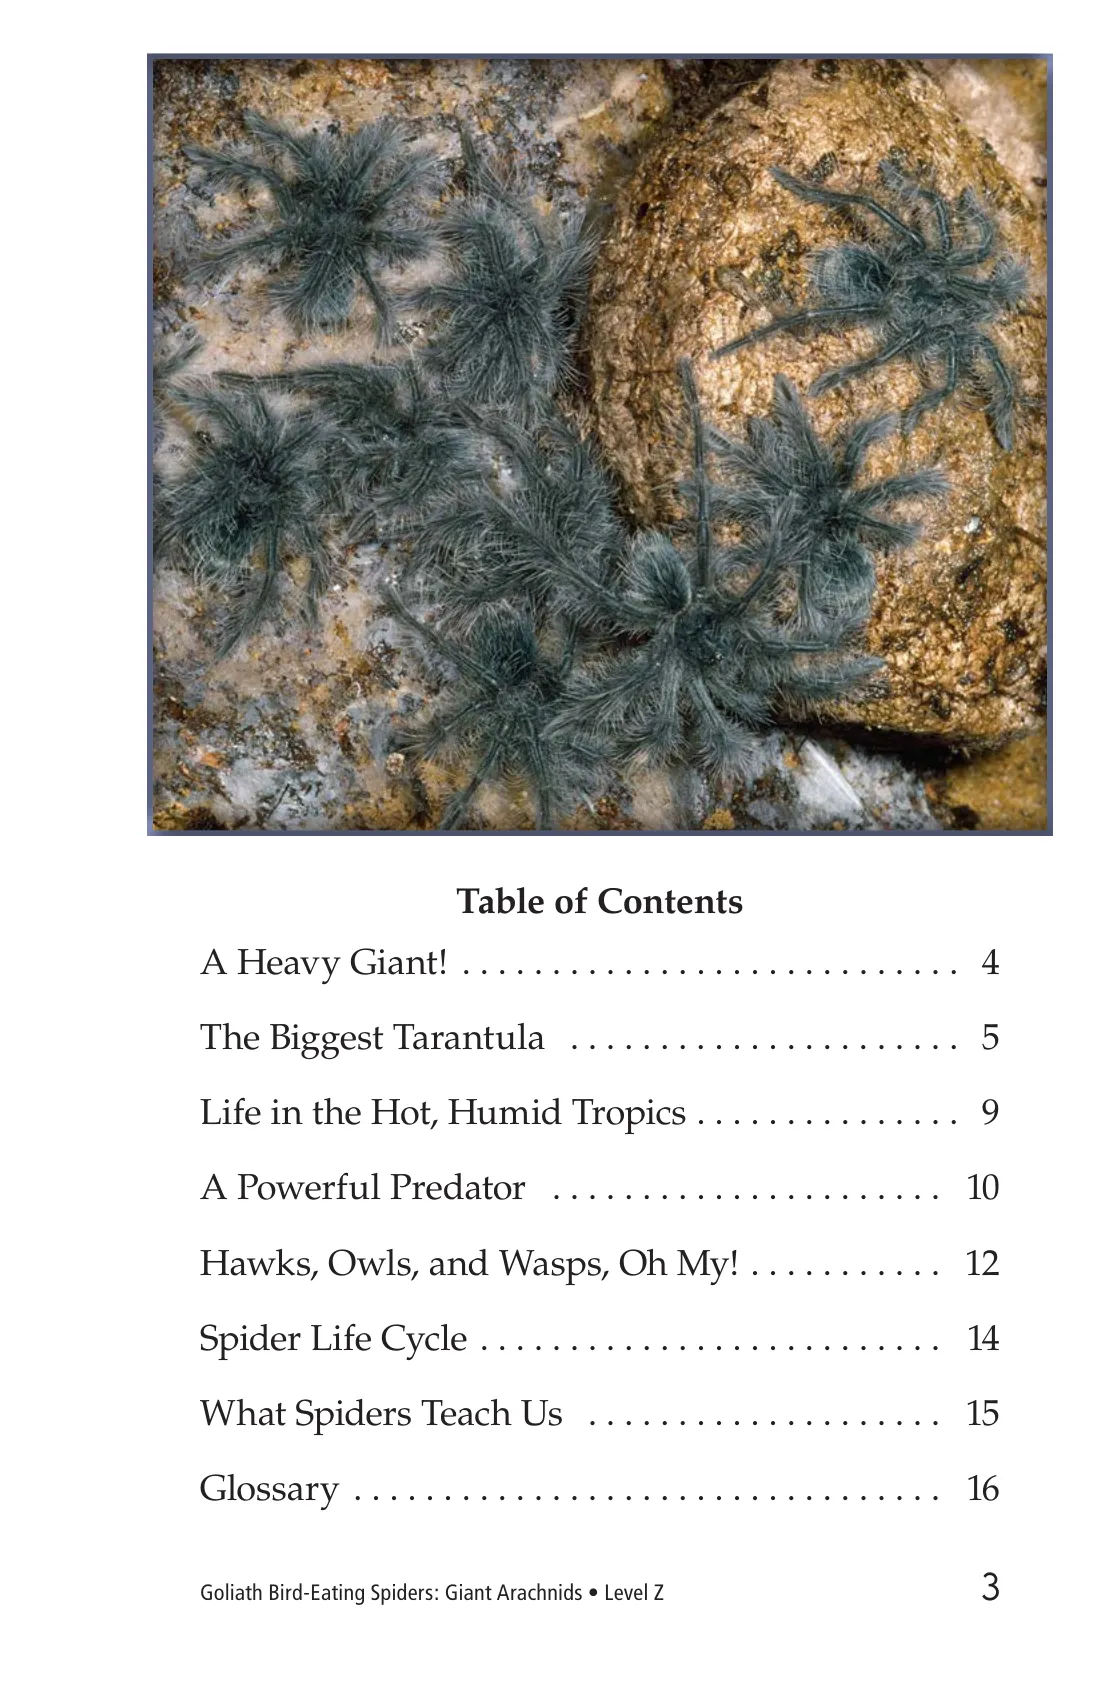 Table of Contents
A Heavy Giant! . . . . . . . . . . . . . . . . . . . . . . . . . . . . 4
The Biggest Tarantula . . . . . . . . . . . . . . . . . . . . . . 5
Life in the Hot, Humid Tropics . . . . . . . . . . . . . . . 9
A Powerful Predator . . . . . . . . . . . . . . . . . . . . . . 10
Hawks, Owls, and Wasps, Oh My! . . . . . . . . . . . 12
Spider Life Cycle . . . . . . . . . . . . . . . . . . . . . . . . . . 14
What Spiders Teach Us . . . . . . . . . . . . . . . . . . . . 15
Glossary . . . . . . . . . . . . . . . . . . . . . . . . . . . . . . . . . 16
Goliath Bird-Eating Spiders: Giant Arachnids • Level Z 3